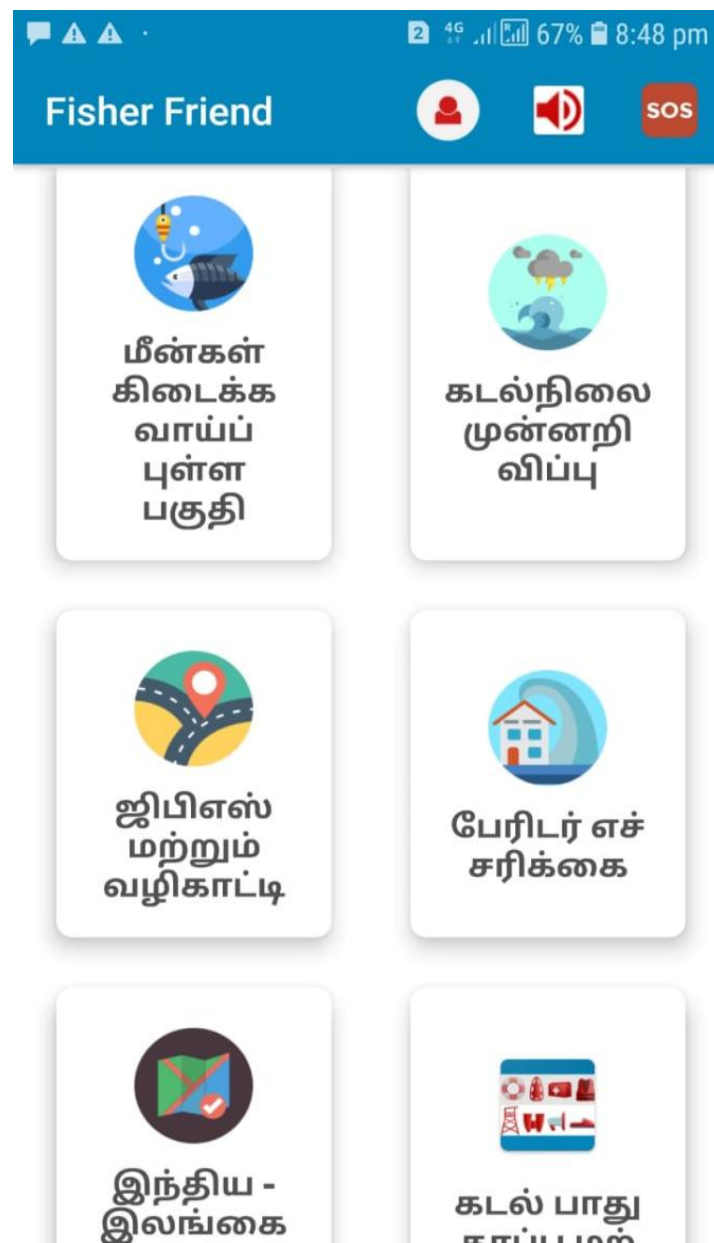 2 4G 67% 8:48 pm
Fisher Friend
SOS
மீன்கள்
கிடைக்க
வாய்ப்
புள்ள
பகுதி
கடல்நிலை
முன்னறி
விப்பு
ஜிபிஎஸ்
மற்றும்
வழிகாட்டி
பேரிடர் எச்
சரிக்கை
இந்திய -
இலங்கை
கடல் பாது
காப்பு மற்